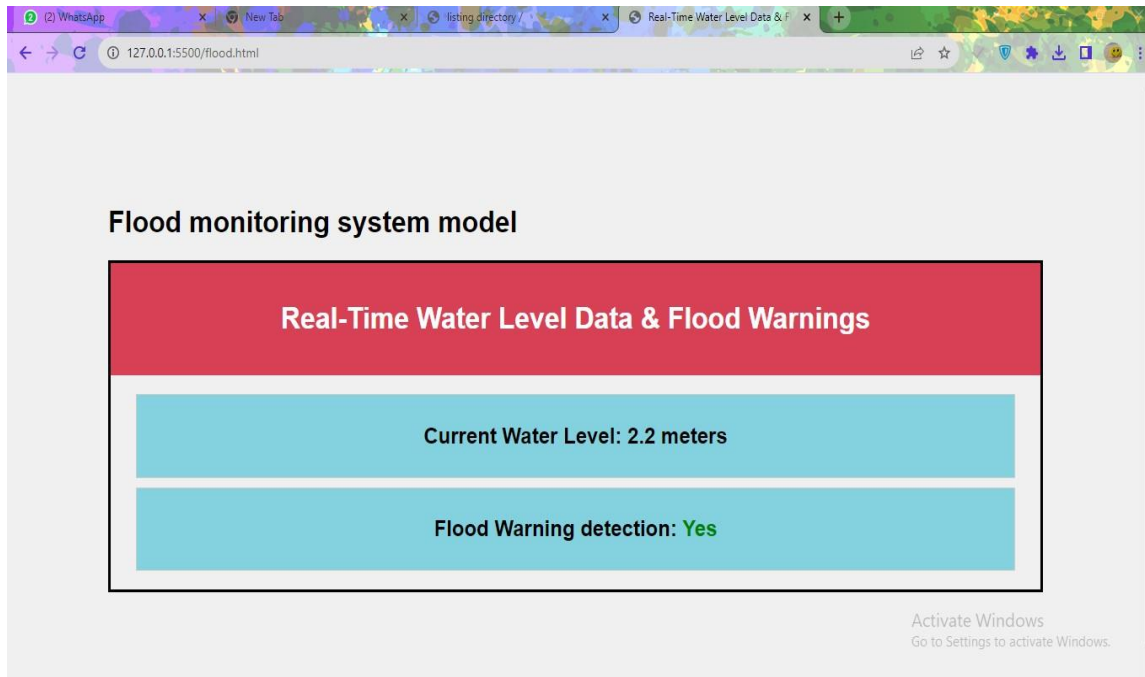 (2) WhatsApp
New Tab
listing directory /
Real-Time Water Level Data & F
127.0.0.1:5500/flood.html
Flood monitoring system model
Real-Time Water Level Data & Flood Warnings
Current Water Level: 2.2 meters
Flood Warning detection: Yes
Activate Windows
Go to Settings to activate Windows.